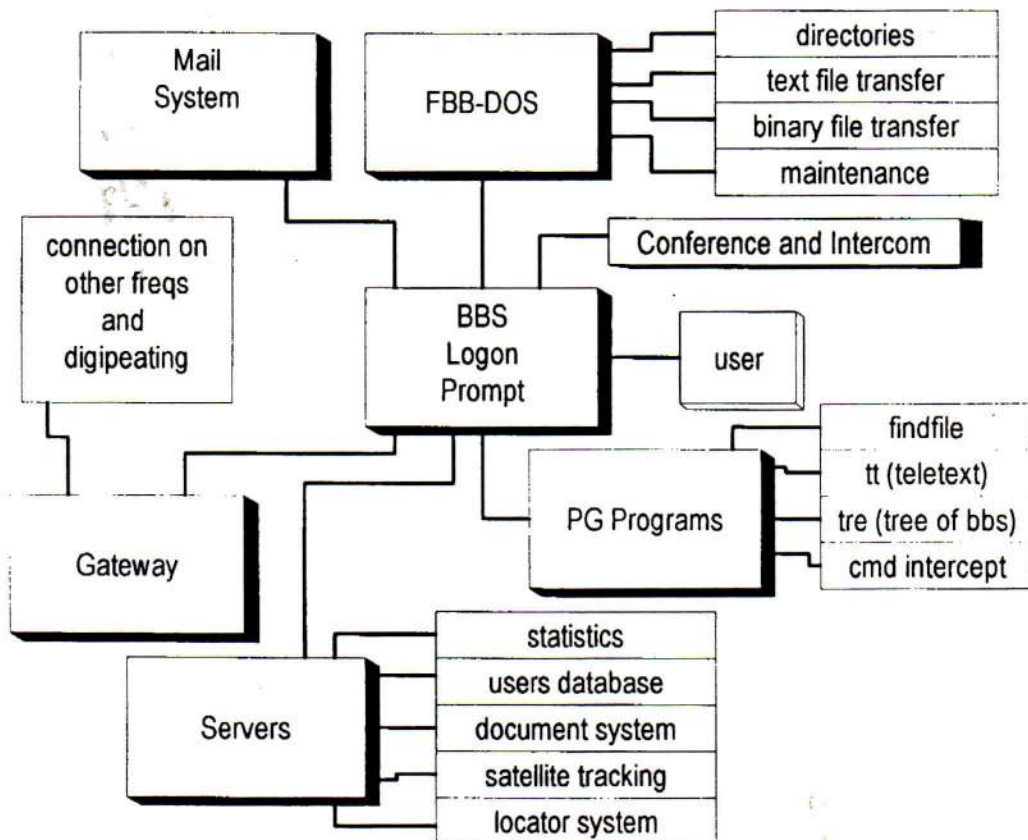 Mail
System
FBB-DOS
directories
text file transfer
binary file transfer
maintenance
connection on
other freqs
and
digipeating
Conference and Intercom
BBS
Logon
Prompt
user
Gateway
PG Programs
findfile
tt (teletext)
tre (tree of bbs)
cmd intercept
Servers
statistics
users database
document system
satellite tracking
locator system